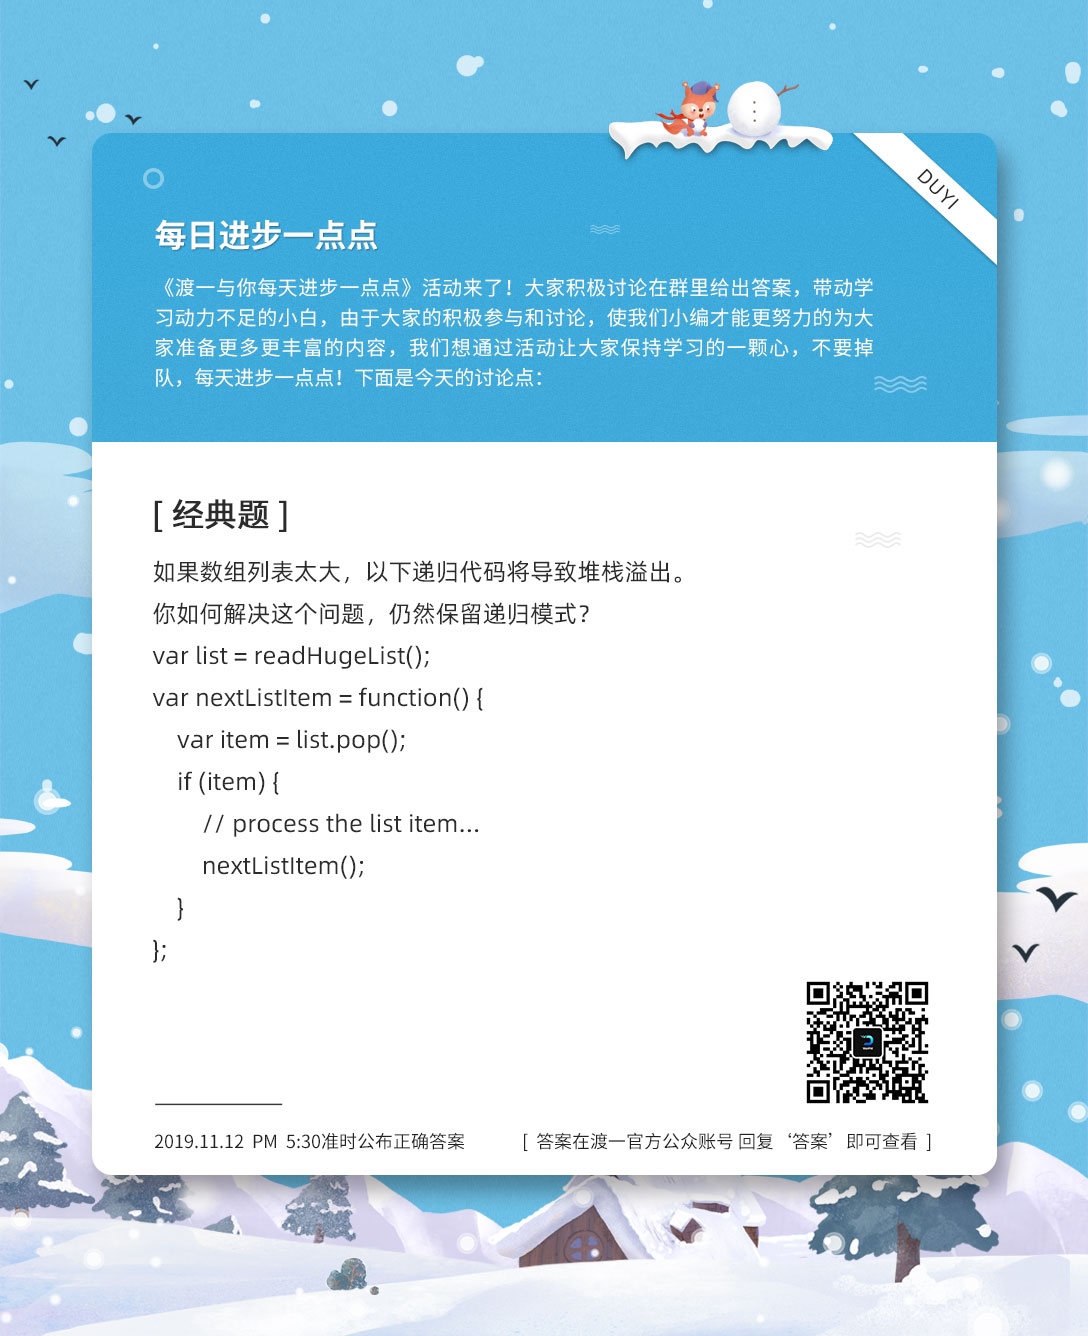 DUYI
每日进步一点点
《渡一与你每天进步一点点》活动来了！大家积极讨论在群里给出答案，带动学
习动力不足的小白，由于大家的积极参与和讨论，使我们小编才能更努力的为大
家准备更多更丰富的内容，我们想通过活动让大家保持学习的一颗心，不要掉
队，每天进步一点点！下面是今天的讨论点：
[ 经典题 ]
如果数组列表太大，以下递归代码将导致堆栈溢出。
你如何解决这个问题，仍然保留递归模式？
var list = readHugeList();
var nextListItem = function() {
    var item = list.pop();
    if (item) {
        // process the list item...
        nextListItem();
    }
};
2019.11.12 PM 5:30准时公布正确答案
[ 答案在渡一官方公众账号 回复‘答案’即可查看 ]